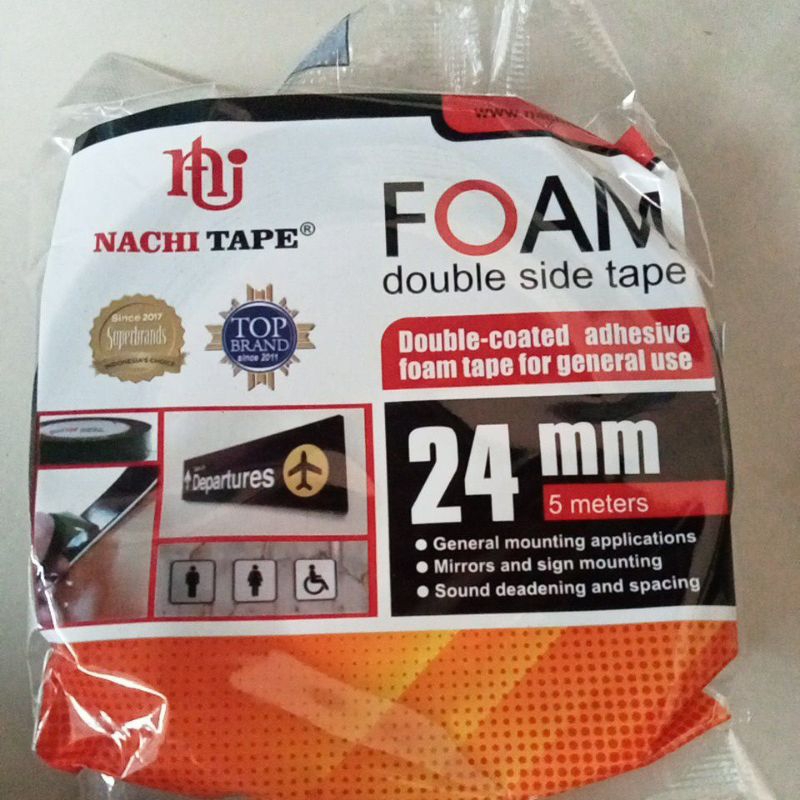 www.
NACHI TAPE®
FOAM
double side tape
Since 2017
Superbrands
INDONESIA'S CHOICE
TOP
BRAND
since 2011
Double-coated adhesive
foam tape for general use
Departures
24 mm
5 meters
● General mounting applications
● Mirrors and sign mounting
● Sound deadening and spacing